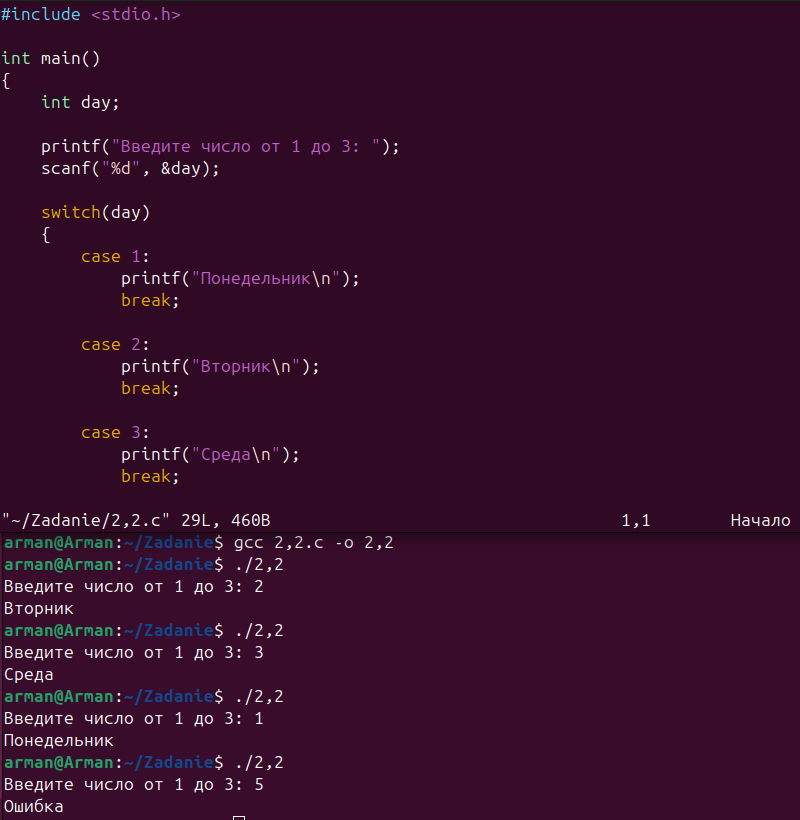 #include <stdio.h>
int main()
{
    int day;
    printf("Введите число от 1 до 3: ");
    scanf("%d", &day);
    switch(day)
    {
        case 1:
            printf("Понедельник\n");
            break;
        case 2:
            printf("Вторник\n");
            break;
        case 3:
            printf("Среда\n");
            break;
"~/Zadanie/2,2.c" 29L, 460B 1,1 Начало
arman@Arman:~/Zadanie$ gcc 2,2.c -o 2,2
arman@Arman:~/Zadanie$ ./2,2
Введите число от 1 до 3: 2
Вторник
arman@Arman:~/Zadanie$ ./2,2
Введите число от 1 до 3: 3
Среда
arman@Arman:~/Zadanie$ ./2,2
Введите число от 1 до 3: 1
Понедельник
arman@Arman:~/Zadanie$ ./2,2
Введите число от 1 до 3: 5
Ошибка